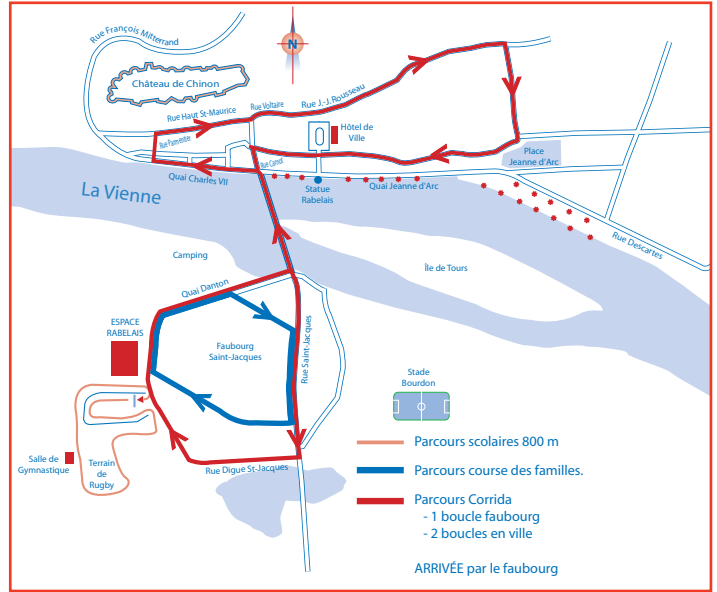 Rue François Mitterrand
N
Château de Chinon
Rue Haut St-Maurice
Rue Voltaire
Rue J.-J. Rousseau
Hôtel de
Ville
Rue Parmentier
Rue Carnot
Place
Jeanne d'Arc
Quai Charles VII
Statue
Rabelais
Quai Jeanne d'Arc
La Vienne
Rue Descartes
Camping
Île de Tours
Quai Danton
ESPACE
RABELAIS
Faubourg
Saint-Jacques
Rue Saint-Jacques
Stade
Bourdon
Salle de
Gymnastique
Terrain
de
Rugby
Rue Digue St-Jacques
Parcours scolaires 800 m
Parcours course des familles.
Parcours Corrida
- 1 boucle faubourg
- 2 boucles en ville
ARRIVÉE par le faubourg